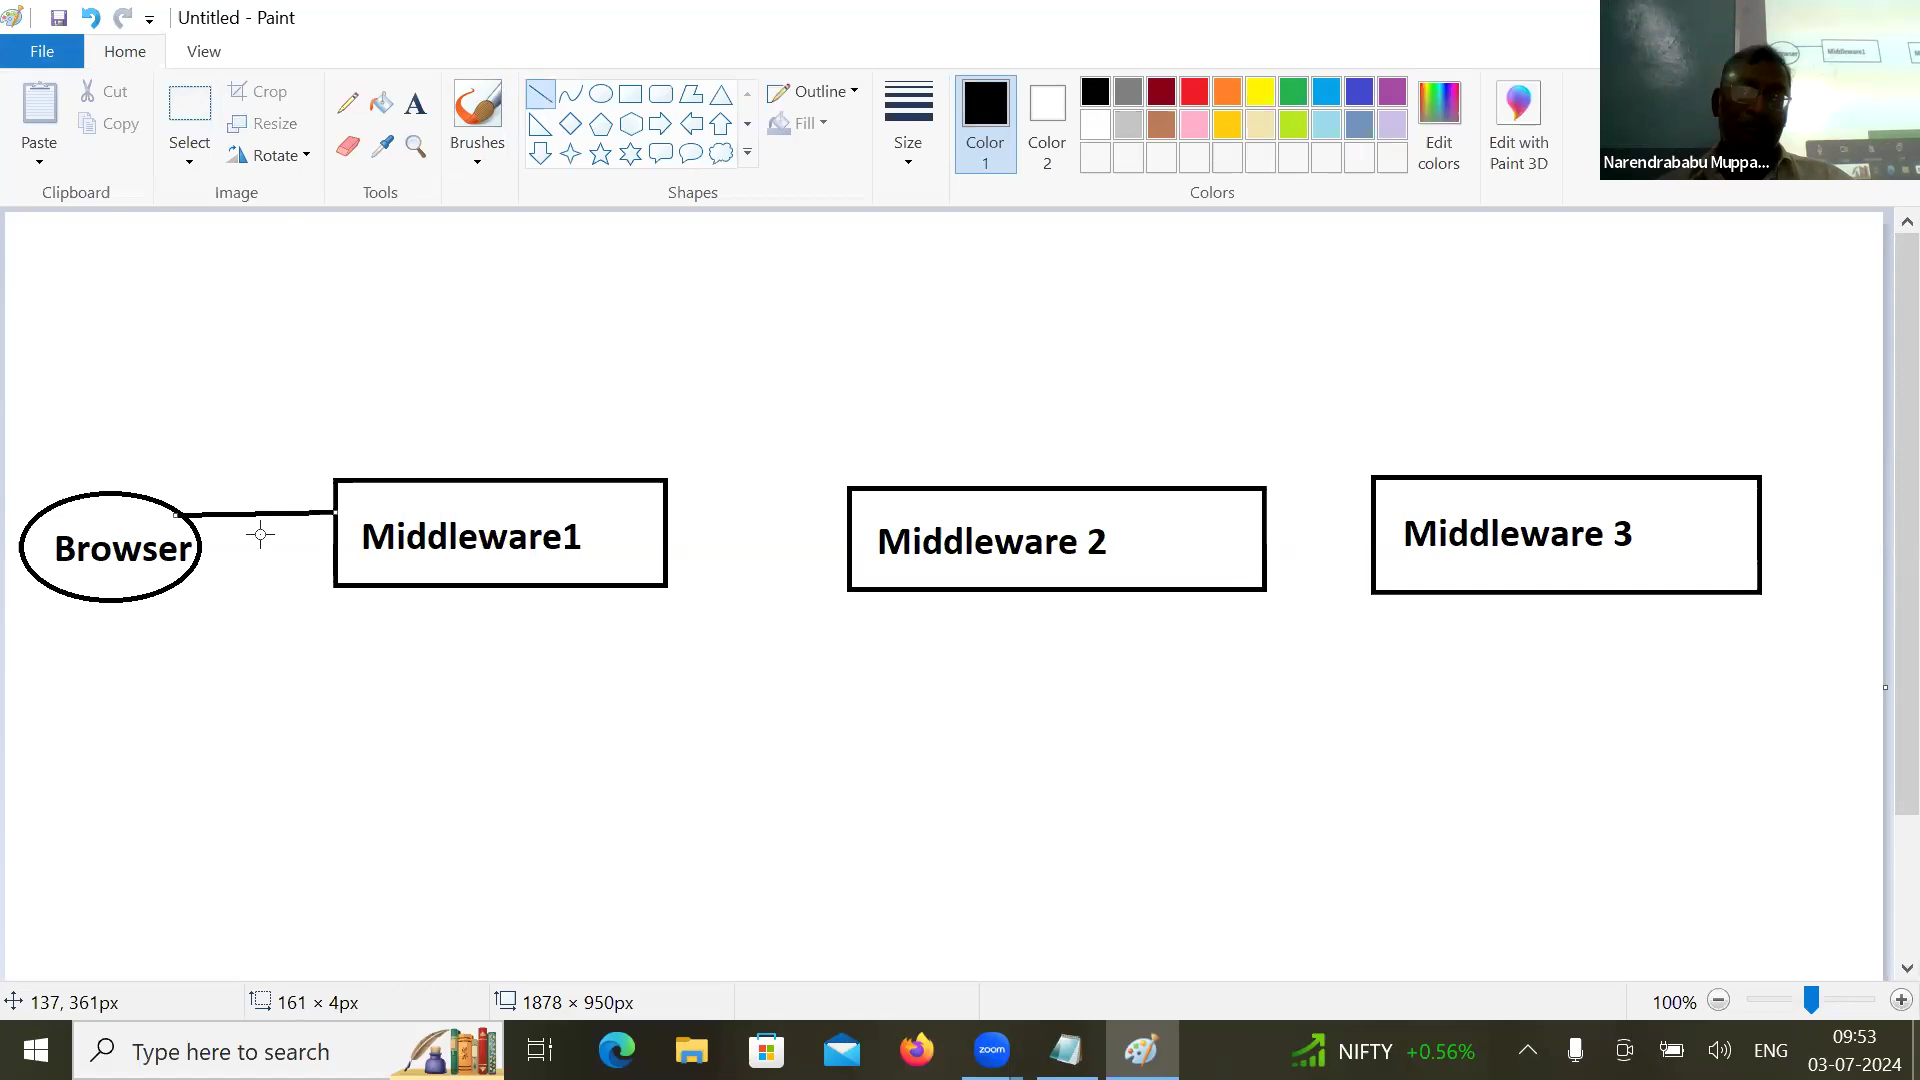 Untitled - Paint
File
Home
View
Cut
Copy
Paste
Clipboard
Crop
Resize
Rotate
Select
Image
Tools
Brushes
Shapes
Outline
Fill
Size
Color
1
Color
2
Colors
Edit
colors
Edit with
Paint 3D
Narendrababu Muppa...
Browser
Middleware1
Middleware 2
Middleware 3
137, 361px
161 × 4px
1878 × 950px
100%
Type here to search
zoom
NIFTY +0.56%
ENG
09:53
03-07-2024